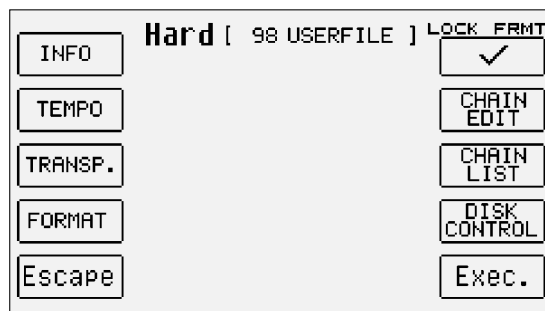 Hard [ 98 USERFILE ] LOCK FRMT
INFO
TEMPO
CHAIN
EDIT
TRANSP.
CHAIN
LIST
FORMAT
DISK
CONTROL
Escape
Exec.